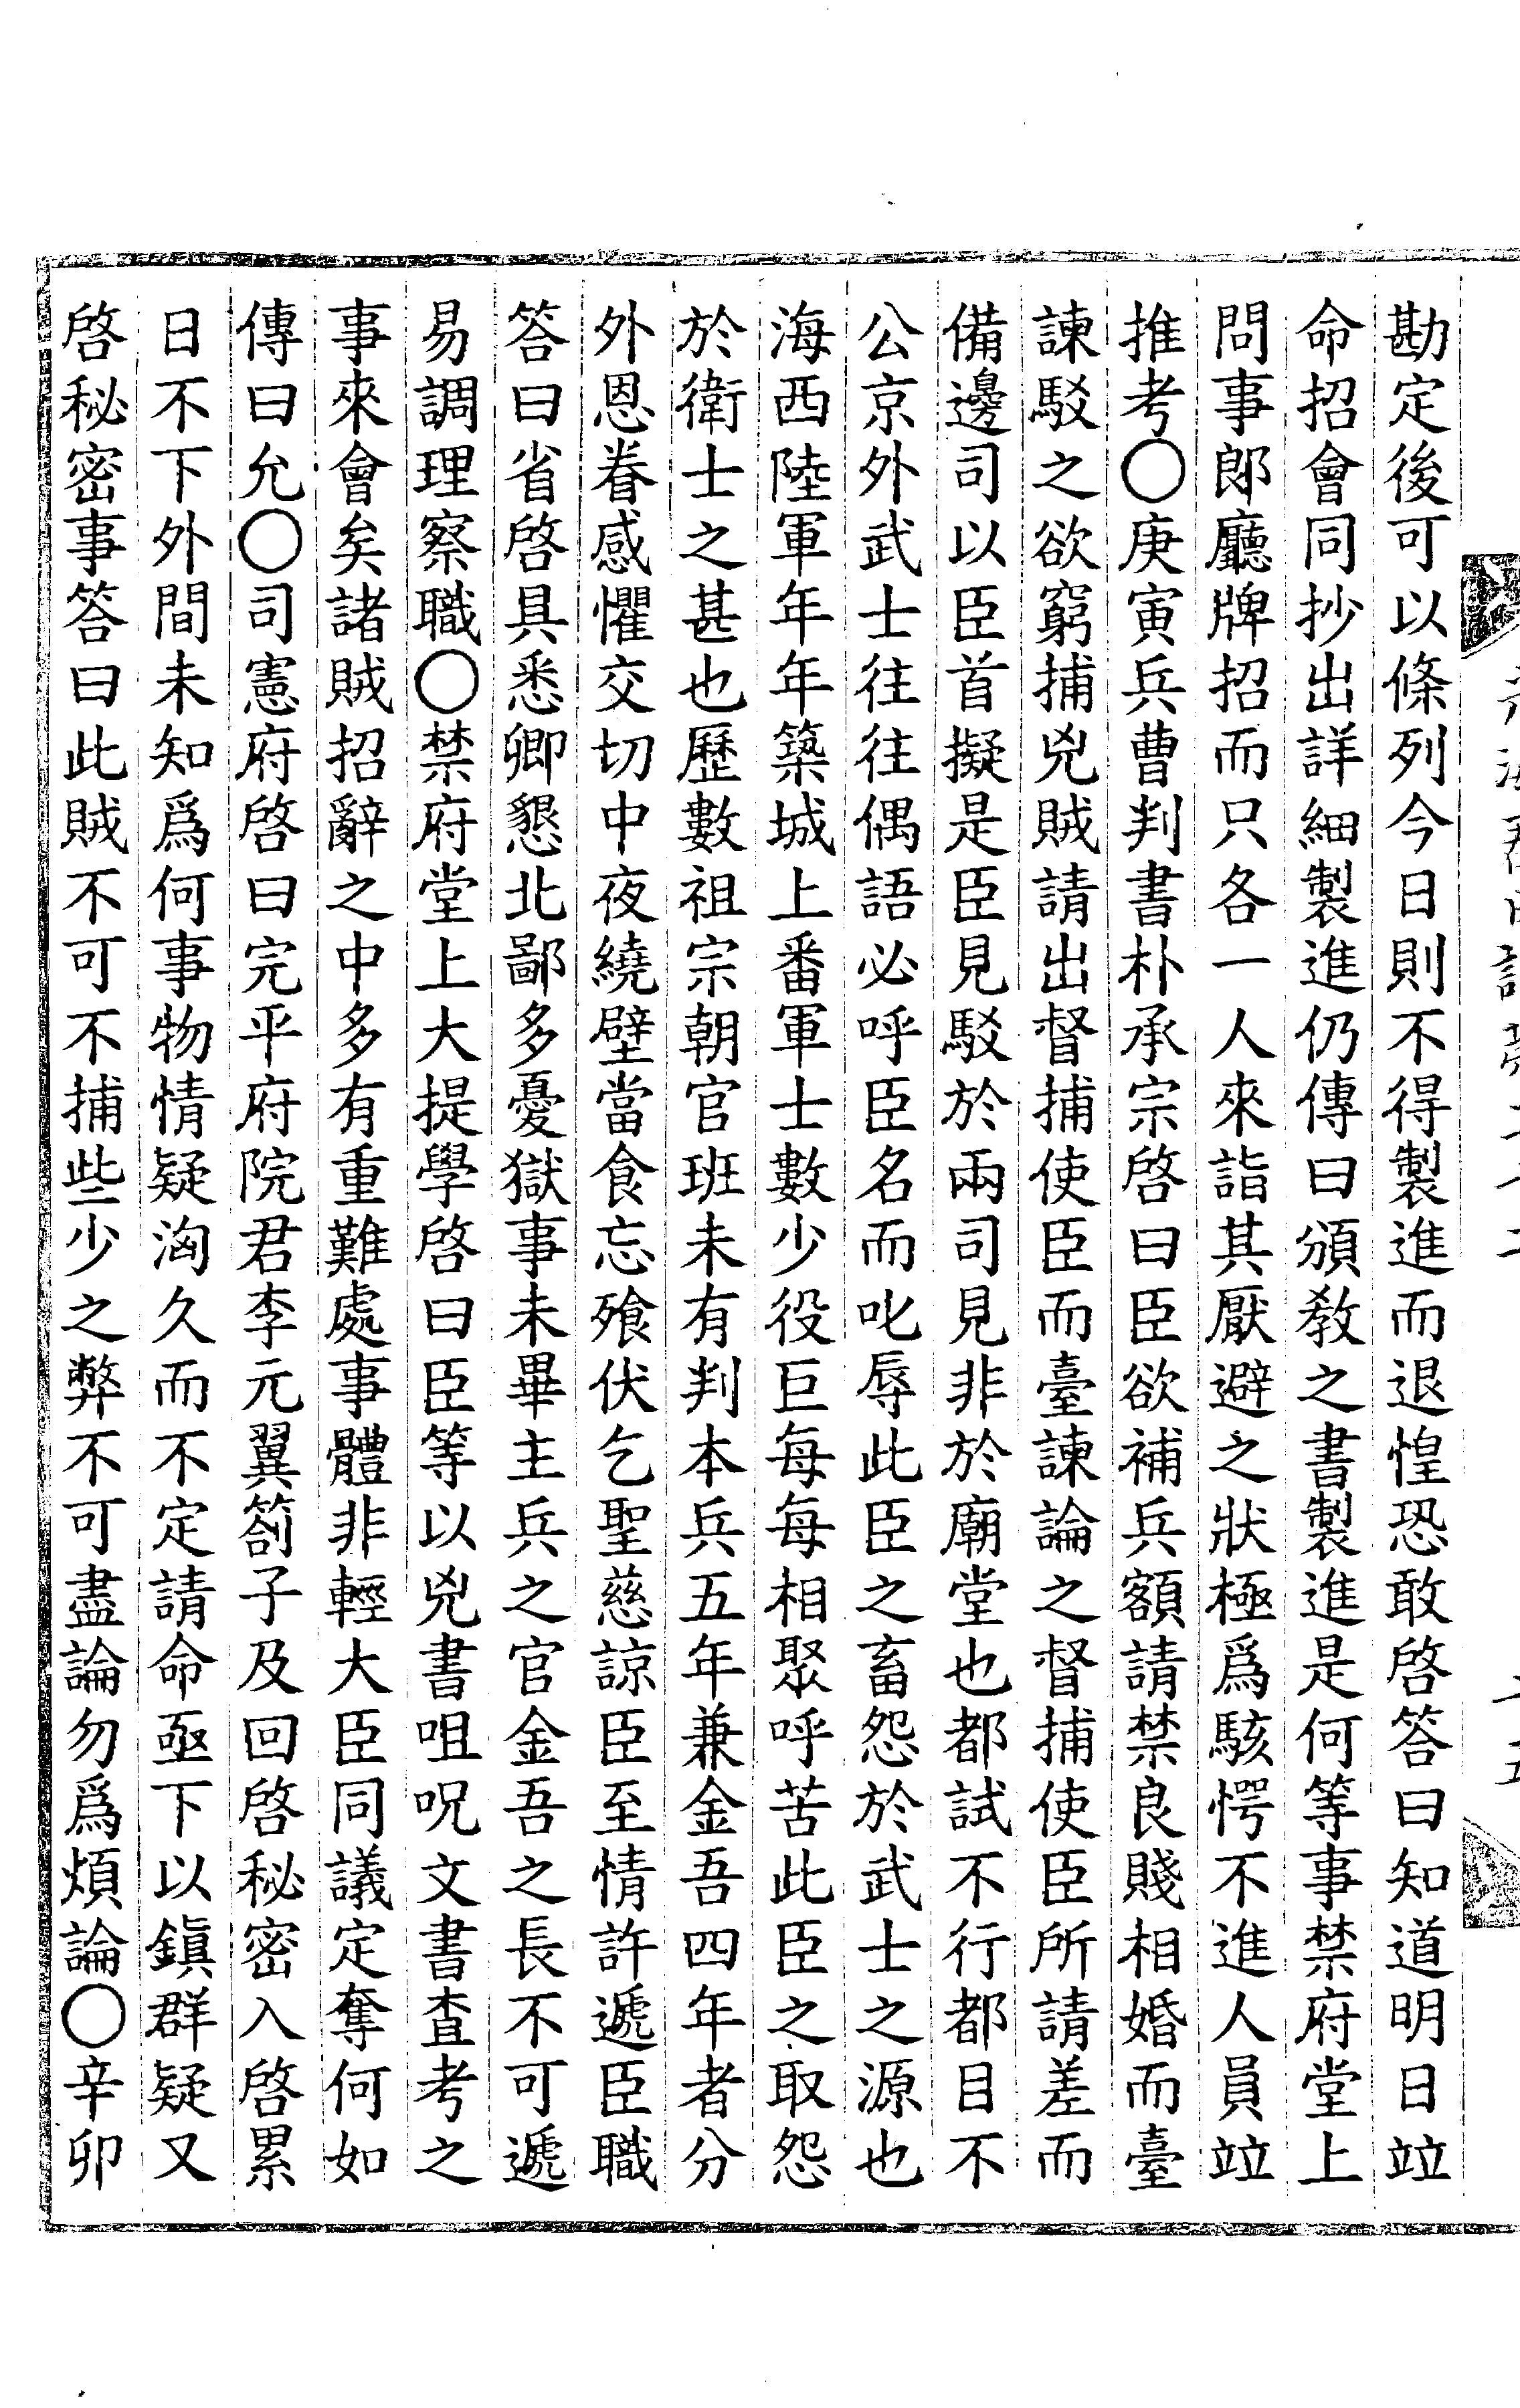 勘定後可以條列今日則不得製進而退惶恐敢啓答曰知道明日竝
命招會同抄出詳細製進仍傳曰頒教之書製進是何等事禁府堂上
問事郎廳牌招而只各一人來詣其厭避之狀極爲駭愕不進人員竝
推考〇庚寅兵曹判書朴承宗啓曰臣欲補兵額請禁良賤相婚而臺
諫駁之欲窮捕兇賊請出督捕使臣而臺諫論之督捕使臣所請差而
備邊司以臣首擬是臣見駁於兩司見非於廟堂也都試不行都目不
公京外武士往往偶語必呼臣名而叱辱此臣之畜怨於武士之源也
海西陸軍年年築城上番軍士數少役巨每每相聚呼苦此臣之取怨
於衛士之甚也歷數祖宗朝官班未有判本兵五年兼金吾四年者分
外恩眷感懼交切中夜繞壁當食忘飱伏乞聖慈諒臣至情許遞臣職
答曰省啓具悉卿懇北鄙多憂獄事未畢主兵之官金吾之長不可遞
易調理察職〇禁府堂上大提學啓曰臣等以兇書咀呪文書査考之
事來會矣諸賊招辭之中多有重難處事體非輕大臣同議定奪何如
傳曰允〇司憲府啓曰完平府院君李元翼箚子及回啓秘密入啓累
日不下外間未知爲何事物情疑洶久而不定請命亟下以鎭群疑又
啓秘密事答曰此賊不可不捕些少之弊不可盡論勿爲煩論〇辛卯